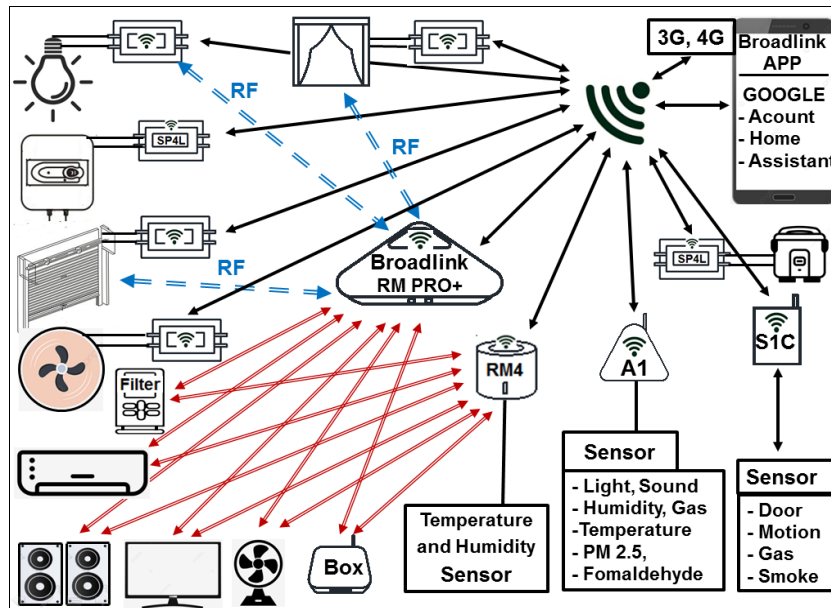 3G, 4G
Broadlink
APP
GOOGLE
- Acount
- Home
- Assistant
RF
RF
SP4L
RF
Broadlink
RM PRO+
SP4L
Filter
RM4
A1
S1C
Sensor
- Light, Sound
- Humidity, Gas
-Temperature
- PM 2.5,
- Fomaldehyde
Sensor
- Door
- Motion
- Gas
- Smoke
Temperature
and Humidity
Sensor
Box